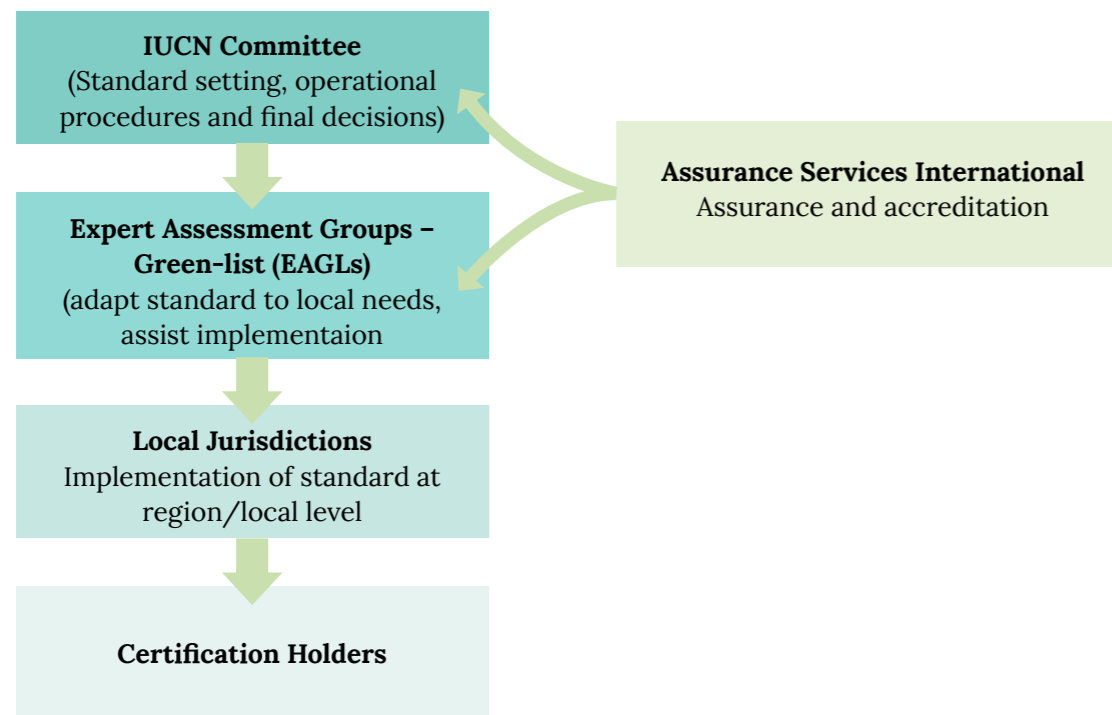 IUCN Committee
(Standard setting, operational
procedures and final decisions)
Assurance Services International
Assurance and accreditation
Expert Assessment Groups –
Green-list (EAGLs)
(adapt standard to local needs,
assist implementaion
Local Jurisdictions
Implementation of standard at
region/local level
Certification Holders